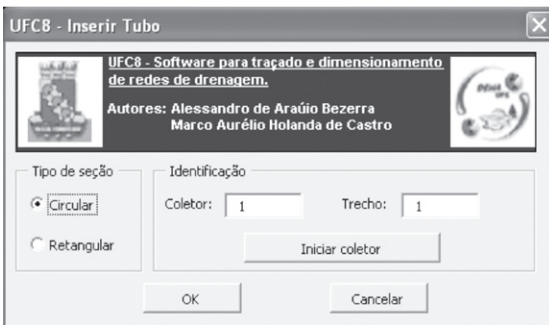 UFC8 - Inserir Tubo
UFC8 - Software para traçado e dimensionamento
de redes de drenagem.
Autores: Alessandro de Araúio Bezerra
Marco Aurélio Holanda de Castro
Tipo de seção
Circular
Retangular
Identificação
Coletor: 1 Trecho: 1
Iniciar coletor
OK Cancelar